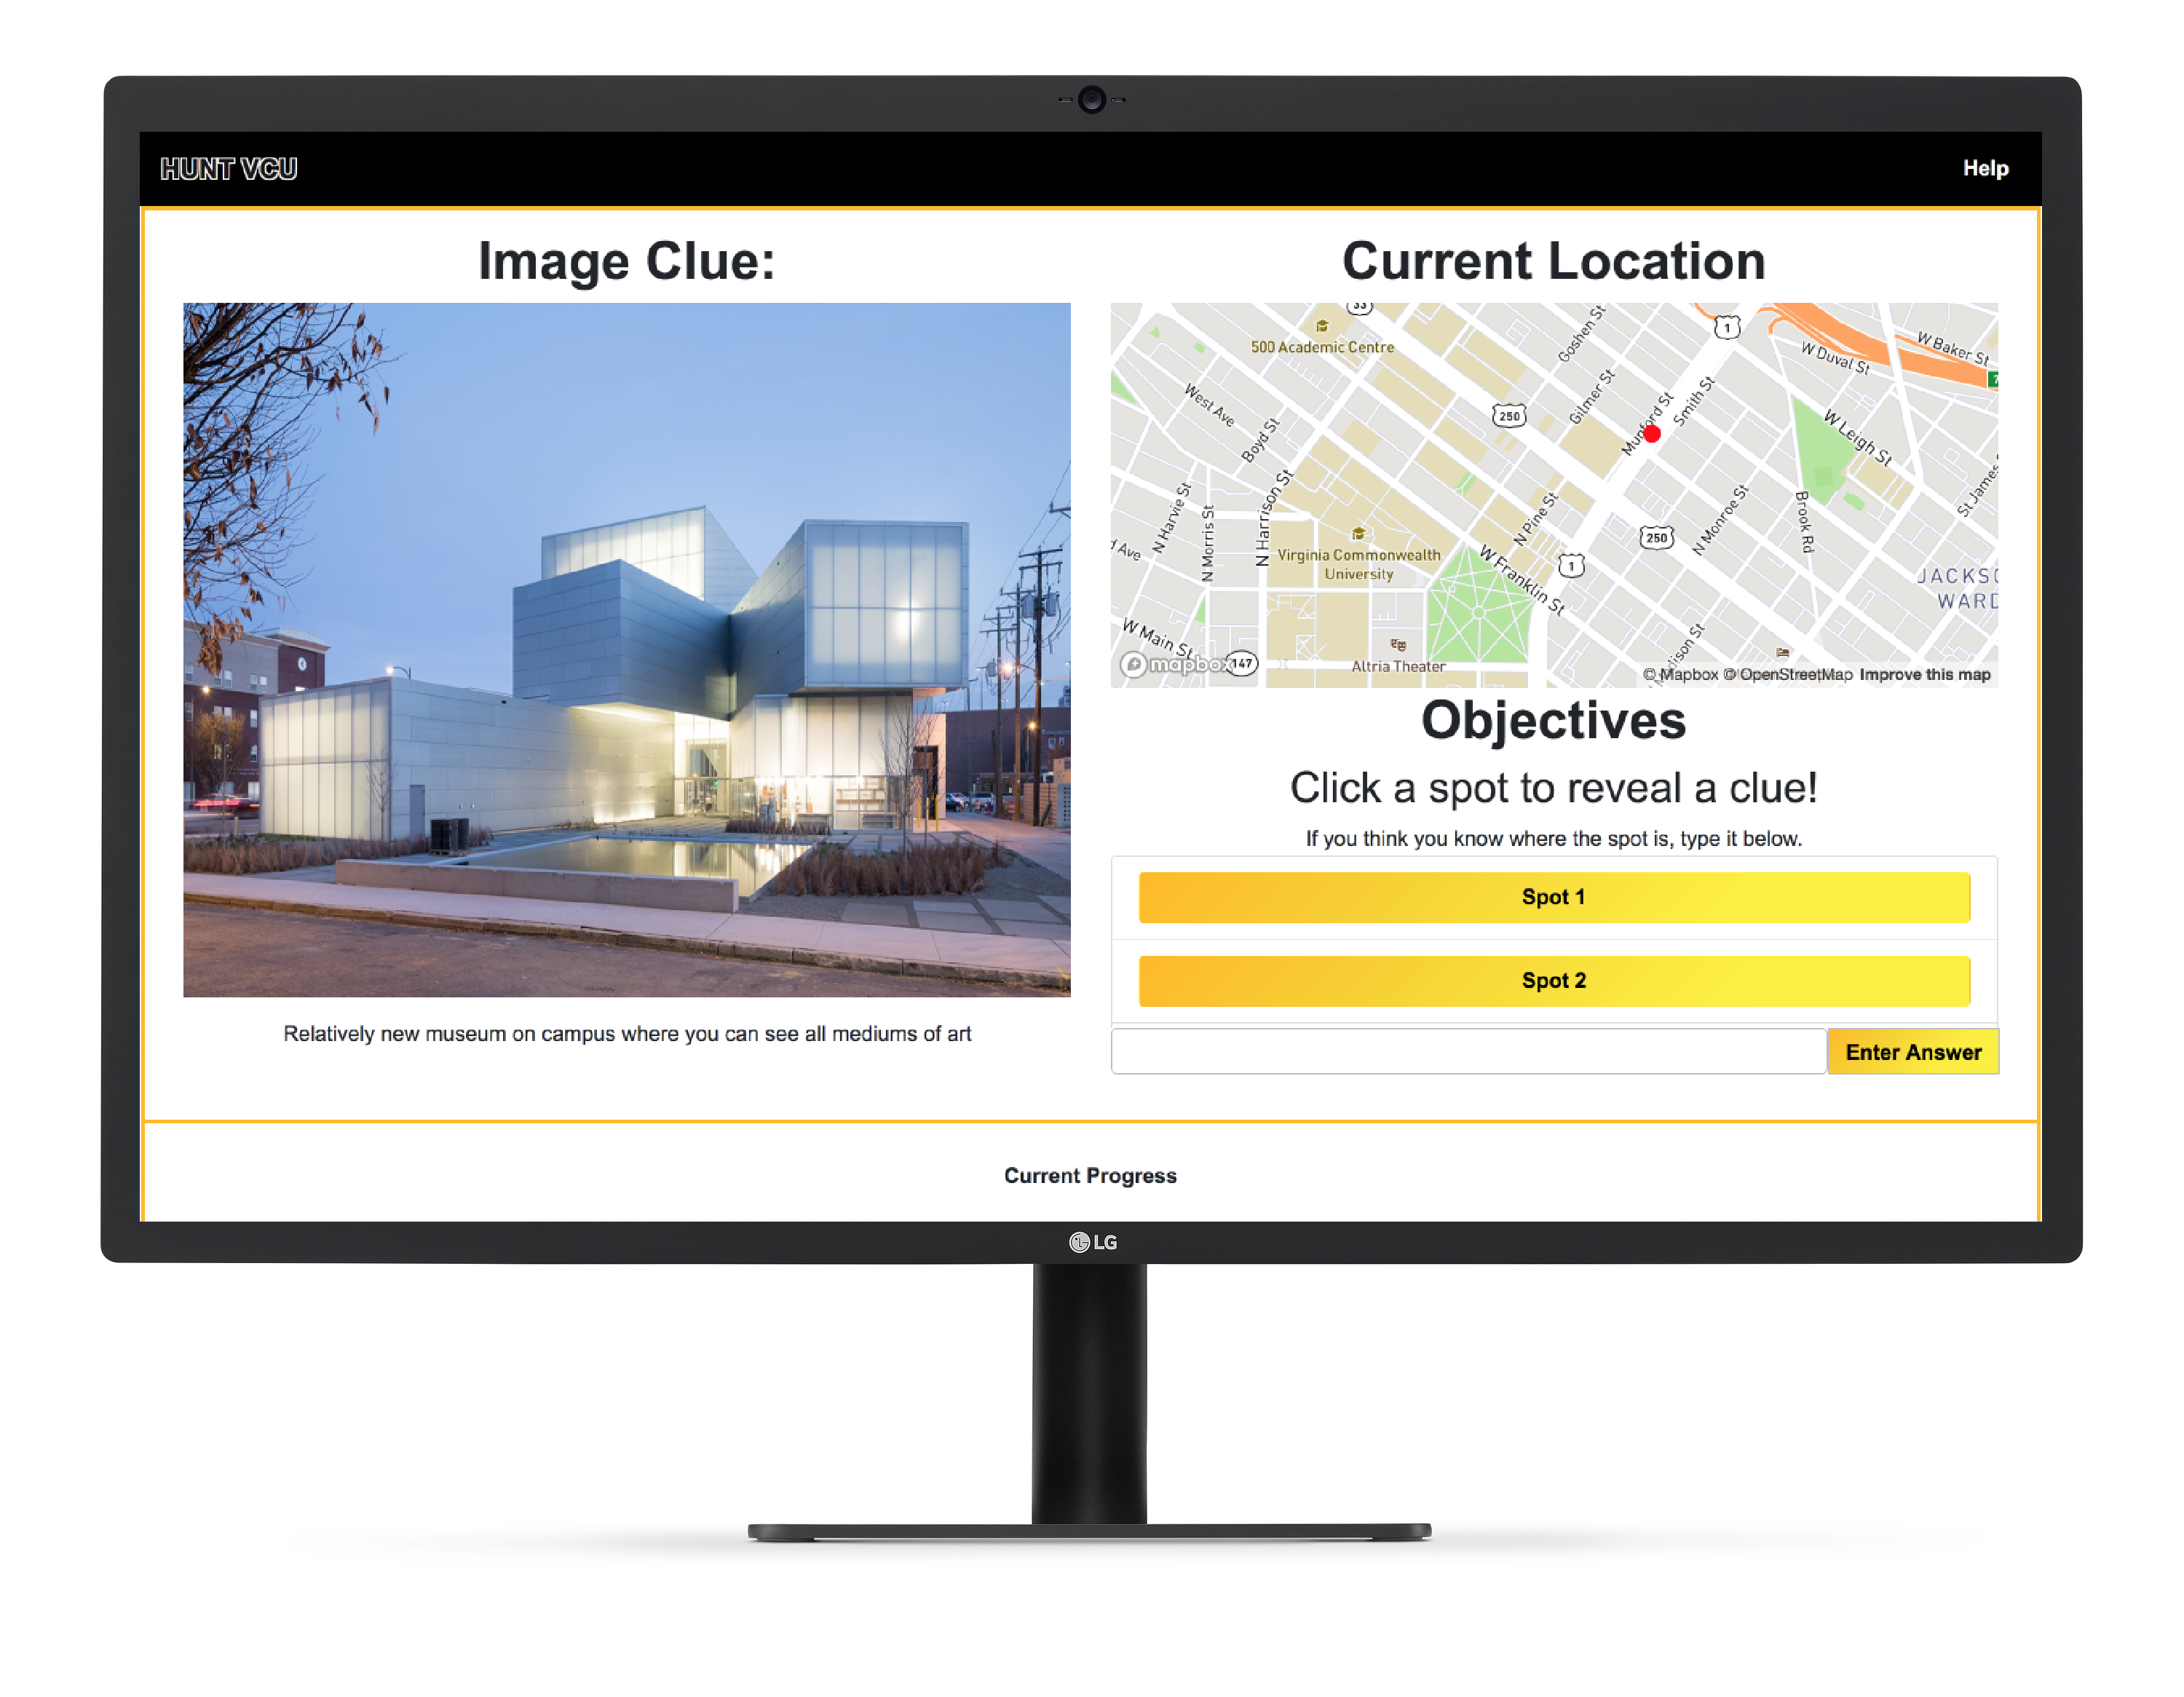 HUNT VCU
Help
Image Clue:
Relatively new museum on campus where you can see all mediums of art
Current Location
33
500 Academic Centre
Goshen St
1
W Baker St
W Duval St
7
West Ave
Boyd St
250
Gilmer St
Munford St
Smith St
W Leigh St
N Harvie St
N Morris St
N Harrison St
N Pine St
250
N Monroe St
Brook Rd
St James
d Ave
Virginia Commonwealth
University
W Franklin St
1
JACKS
WARD
W Main St
mapbox
147
Altria Theater
dison St
© Mapbox © OpenStreetMap Improve this map
Objectives
Click a spot to reveal a clue!
If you think you know where the spot is, type it below.
Spot 1
Spot 2
Enter Answer
Current Progress
LG